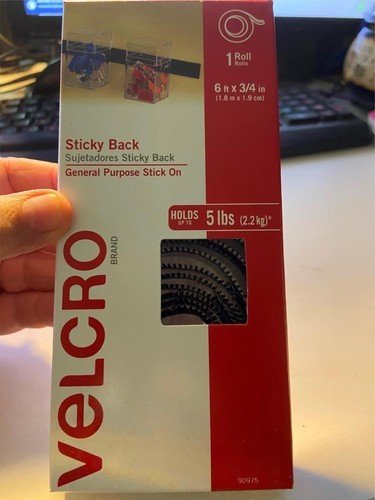 1 Roll
Rollo
6 ft x 3/4 in
(1.8 m x 1.9 cm)
Sticky Back
Sujetadores Sticky Back
General Purpose Stick On
HOLDS
UP TO
5 lbs (2.2 kg)*
VELCRO
BRAND
90975